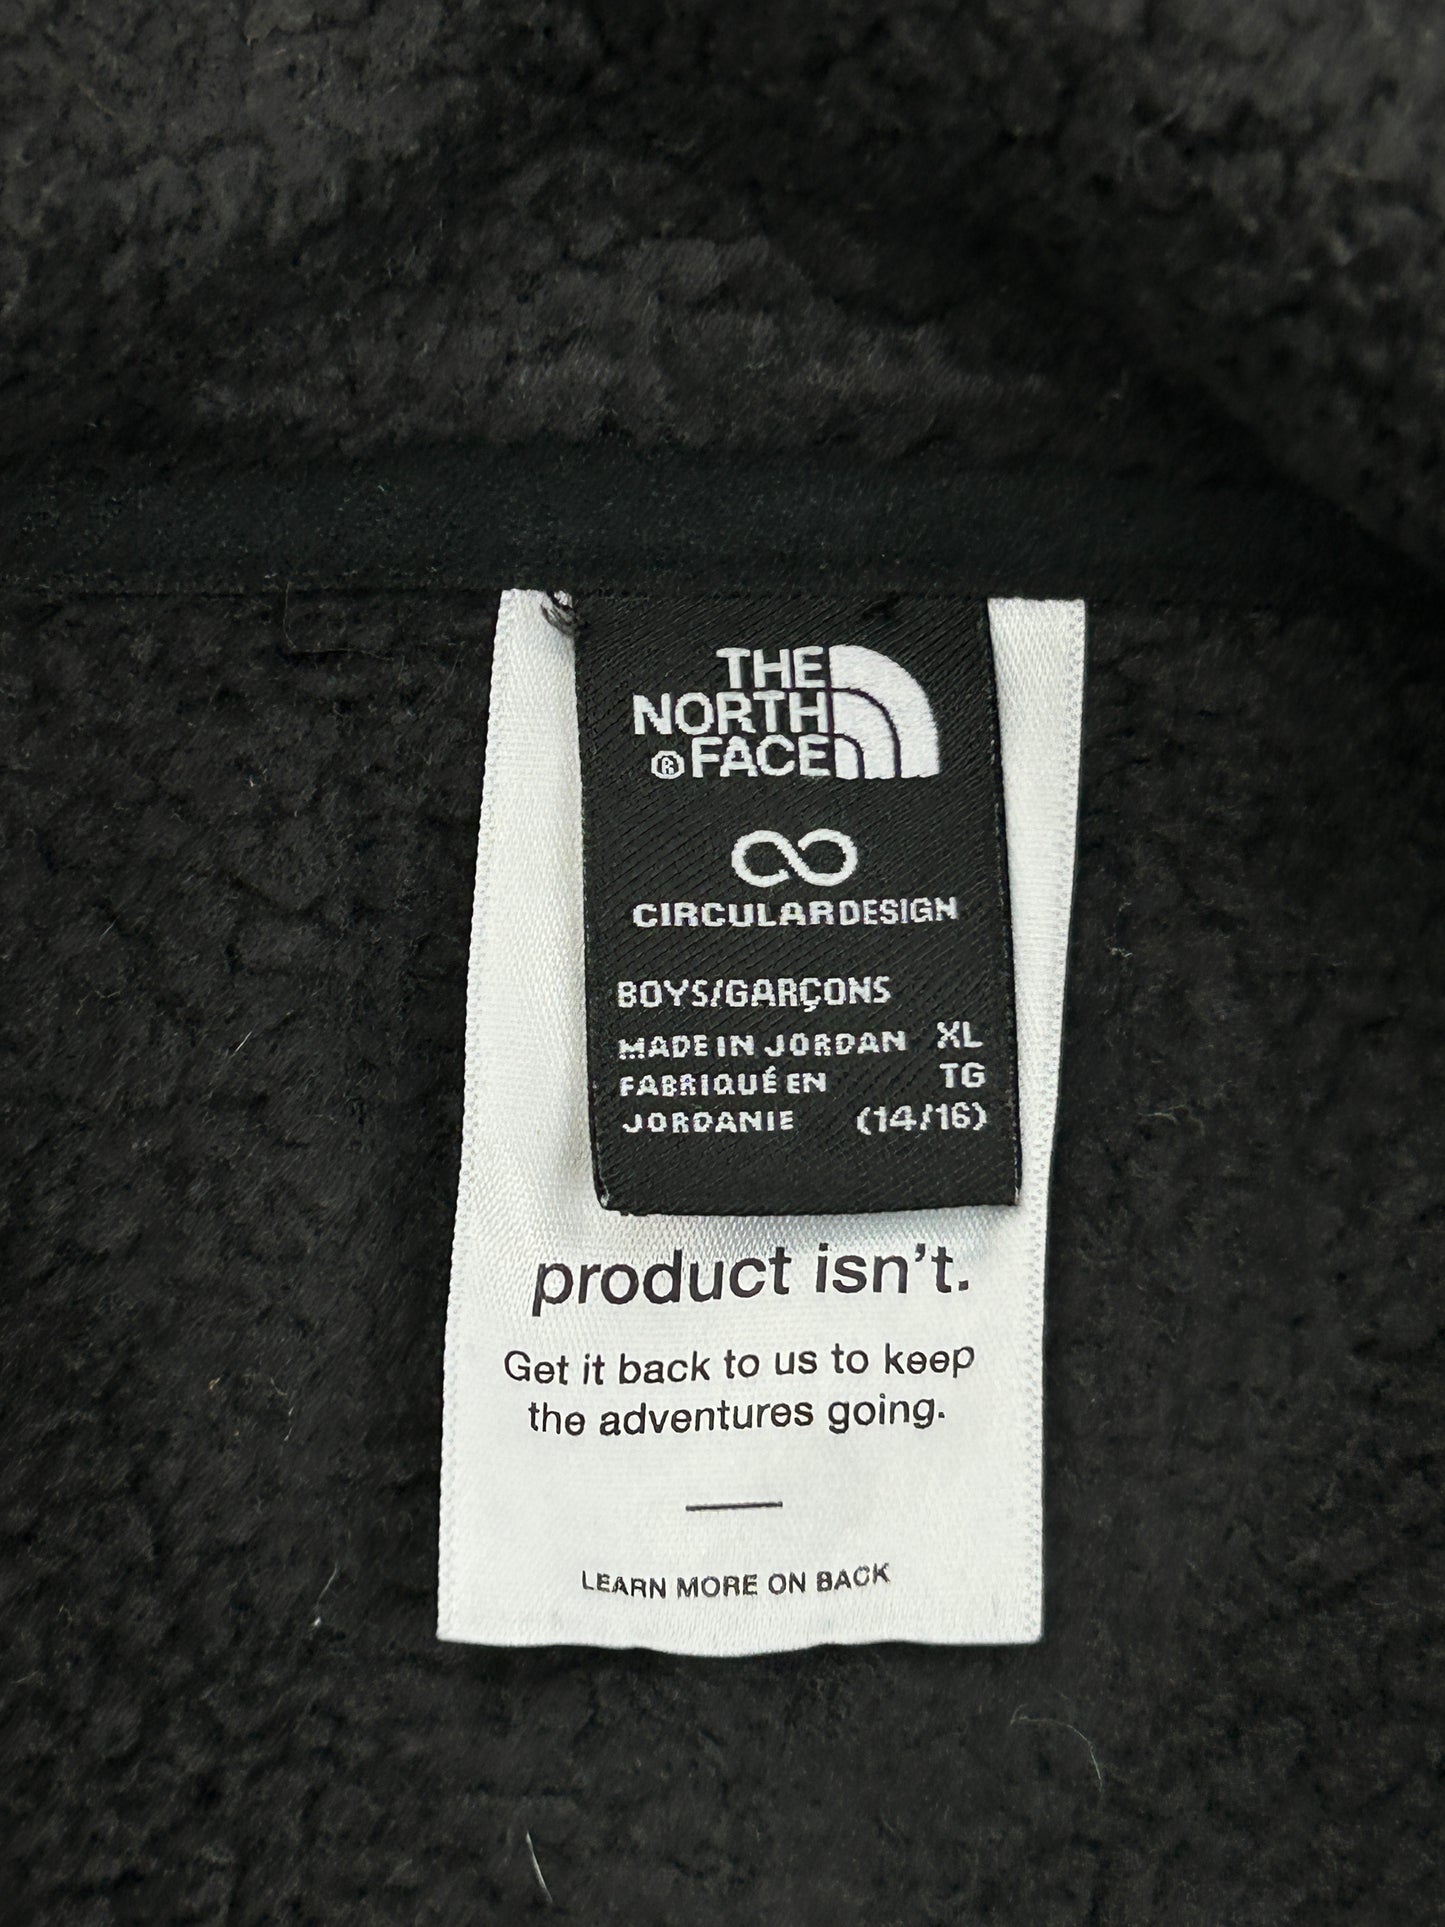 THE
NORTH
® FACE
CIRCULARDESIGN
BOYS/GARÇONS
MADE IN JORDAN XL
FABRIQUÉ EN TG
JORDANIE (14/16)
product isn't.
Get it back to us to keep
the adventures going.
LEARN MORE ON BACK